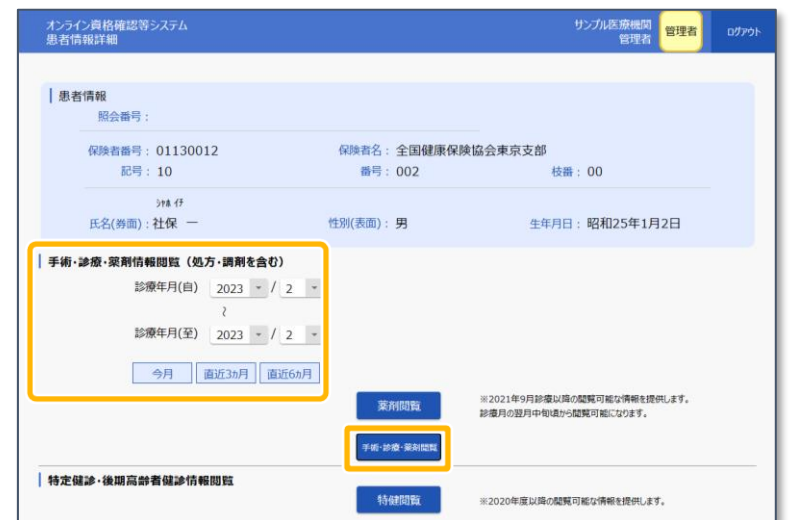 オンライン資格確認等システム
患者情報詳細
サンプル医療機関
管理者
管理者
ログアウト
患者情報
照会番号：
保険者番号： 01130012 保険者名： 全国健康保険協会東京支部
記号： 10 番号： 002 枝番： 00
ｼｬﾎ ｲﾁ
氏名(券面)： 社保 一 性別(表面)： 男 生年月日： 昭和25年1月2日
手術・診療・薬剤情報閲覧（処方・調剤を含む）
診療年月(自) 2023 / 2
～
診療年月(至) 2023 / 2
今月 直近3カ月 直近6カ月
薬剤閲覧
※2021年9月診療以降の閲覧可能な情報を提供します。
診療月の翌月中旬頃から閲覧可能になります。
手術・診療・薬剤閲覧
特定健診・後期高齢者健診情報閲覧
特健閲覧
※2020年度以降の閲覧可能な情報を提供します。